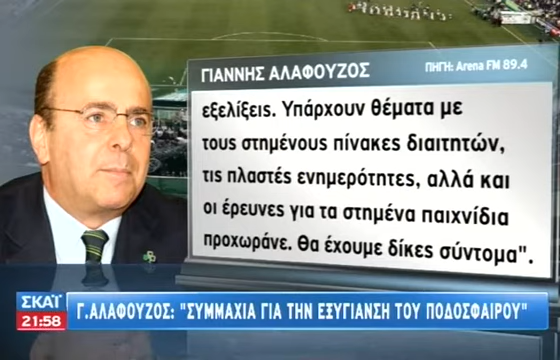 ΓΙΑΝΝΗΣ ΑΛΑΦΟΥΖΟΣ
ΠΗΓΗ: Arena FM 89.4
εξελίξεις. Υπάρχουν θέματα με
τους στημένους πίνακες διαιτητών,
τις πλαστές ενημερότητες, αλλά και
οι έρευνες για τα στημένα παιχνίδια
προχωράνε. Θα έχουμε δίκες σύντομα".
ΣΚΑΪ
21:58
Γ.ΑΛΑΦΟΥΖΟΣ: "ΣΥΜΜΑΧΙΑ ΓΙΑ ΤΗΝ ΕΞΥΓΙΑΝΣΗ ΤΟΥ ΠΟΔΟΣΦΑΙΡΟΥ"